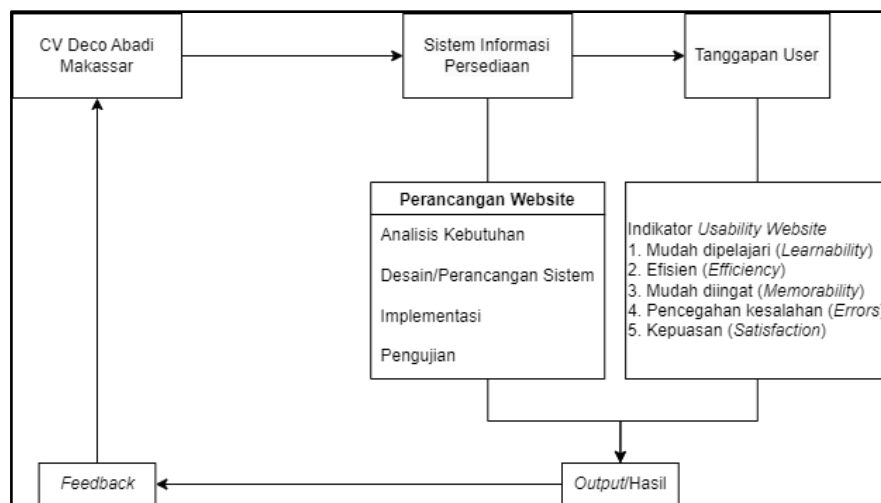 CV Deco Abadi
Makassar
Sistem Informasi
Persediaan
Tanggapan User
Perancangan Website
Analisis Kebutuhan
Desain/Perancangan Sistem
Implementasi
Pengujian
Indikator Usability Website
1. Mudah dipelajari (Learnability)
2. Efisien (Efficiency)
3. Mudah diingat (Memorability)
4. Pencegahan kesalahan (Errors)
5. Kepuasan (Satisfaction)
Feedback
Output/Hasil